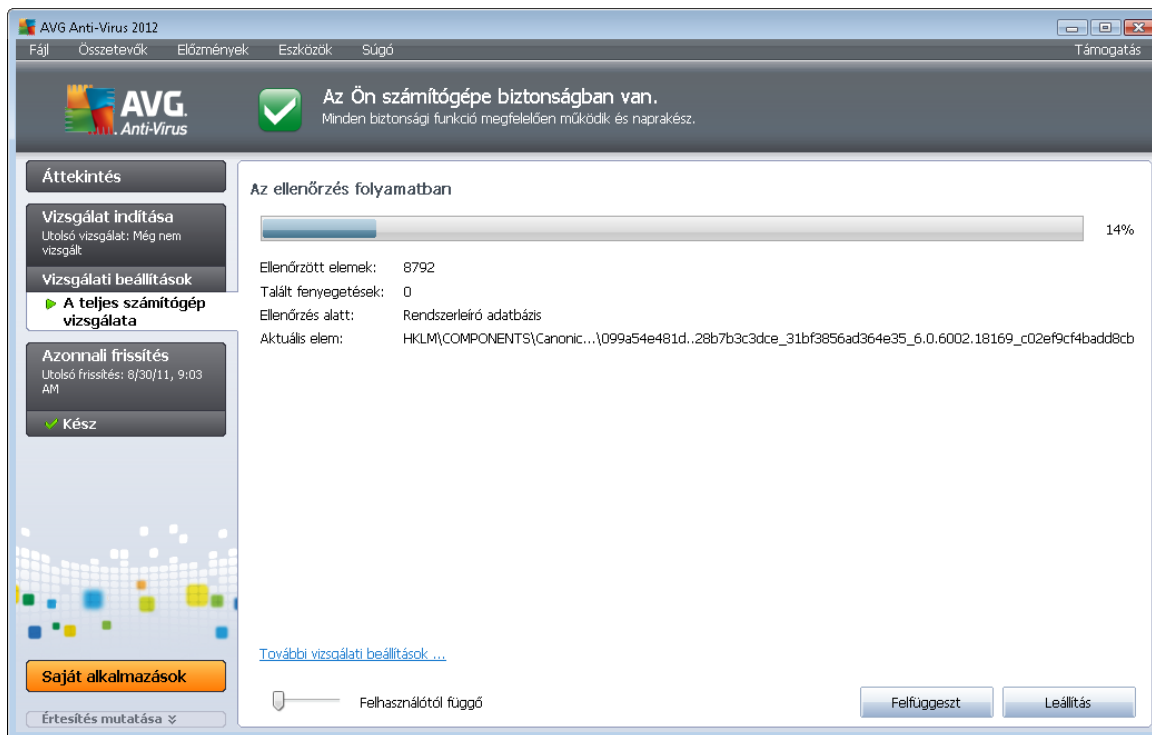 AVG Anti-Virus 2012
Fájl Összetevők Előzmények Eszközök Súgó Támogatás
AVG.
Anti-Virus
Az Ön számítógépe biztonságban van.
Minden biztonsági funkció megfelelően működik és naprakész.
Áttekintés
Vizsgálat indítása
Utolsó vizsgálat: Még nem
vizsgált
Vizsgálati beállítások
A teljes számítógép
vizsgálata
Azonnali frissítés
Utolsó frissítés: 8/30/11, 9:03
AM
Kész
Saját alkalmazások
Értesítés mutatása
Az ellenőrzés folyamatban
14%
Ellenőrzött elemek: 8792
Talált fenyegetések: 0
Ellenőrzés alatt: Rendszerleíró adatbázis
Aktuális elem: HKLM\COMPONENTS\Canonic...\099a54e481d..28b7b3c3dce_31bf3856ad364e35_6.0.6002.18169_c02ef9cf4badd8cb
További vizsgálati beállítások ...
Felhasználótól függő
Felfüggeszt
Leállítás